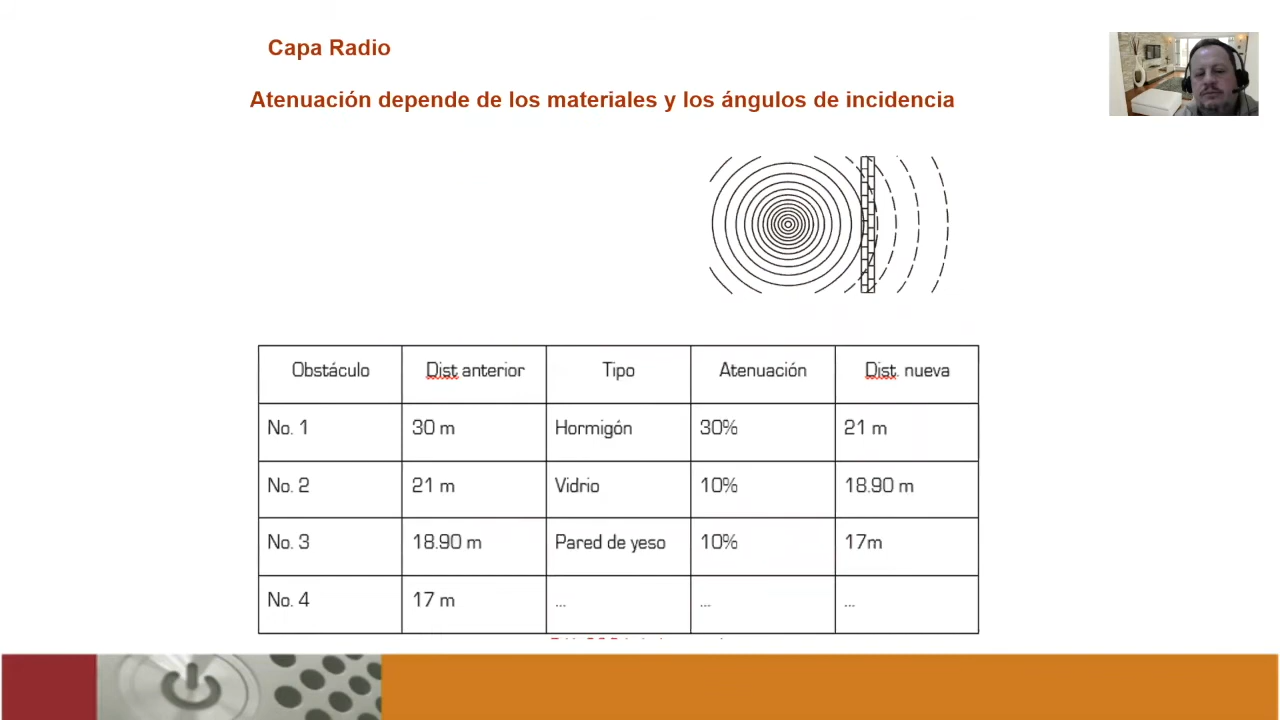 Capa Radio
Atenuación depende de los materiales y los ángulos de incidencia
Obstáculo Dist anterior Tipo Atenuación Dist. nueva
No. 1 30 m Hormigón 30% 21 m
No. 2 21 m Vidrio 10% 18.90 m
No. 3 18.90 m Pared de yeso 10% 17m
No. 4 17 m ... ... ...